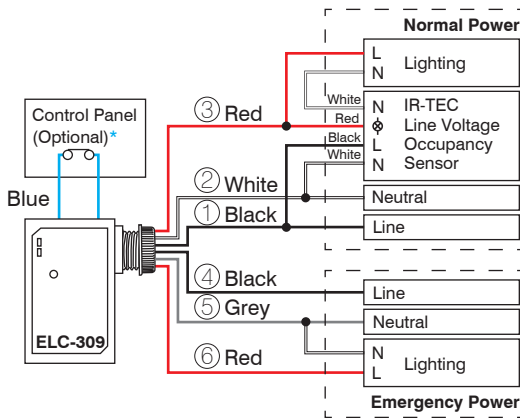 Normal Power
L
N
Lighting
White
Red
Black
White
N IR-TEC
Line Voltage
L Occupancy
N Sensor
Control Panel
(Optional)*
Blue
③ Red
② White
① Black
Neutral
Line
④ Black
⑤ Grey
⑥ Red
ELC-309
Line
Neutral
N
L
Lighting
Emergency Power